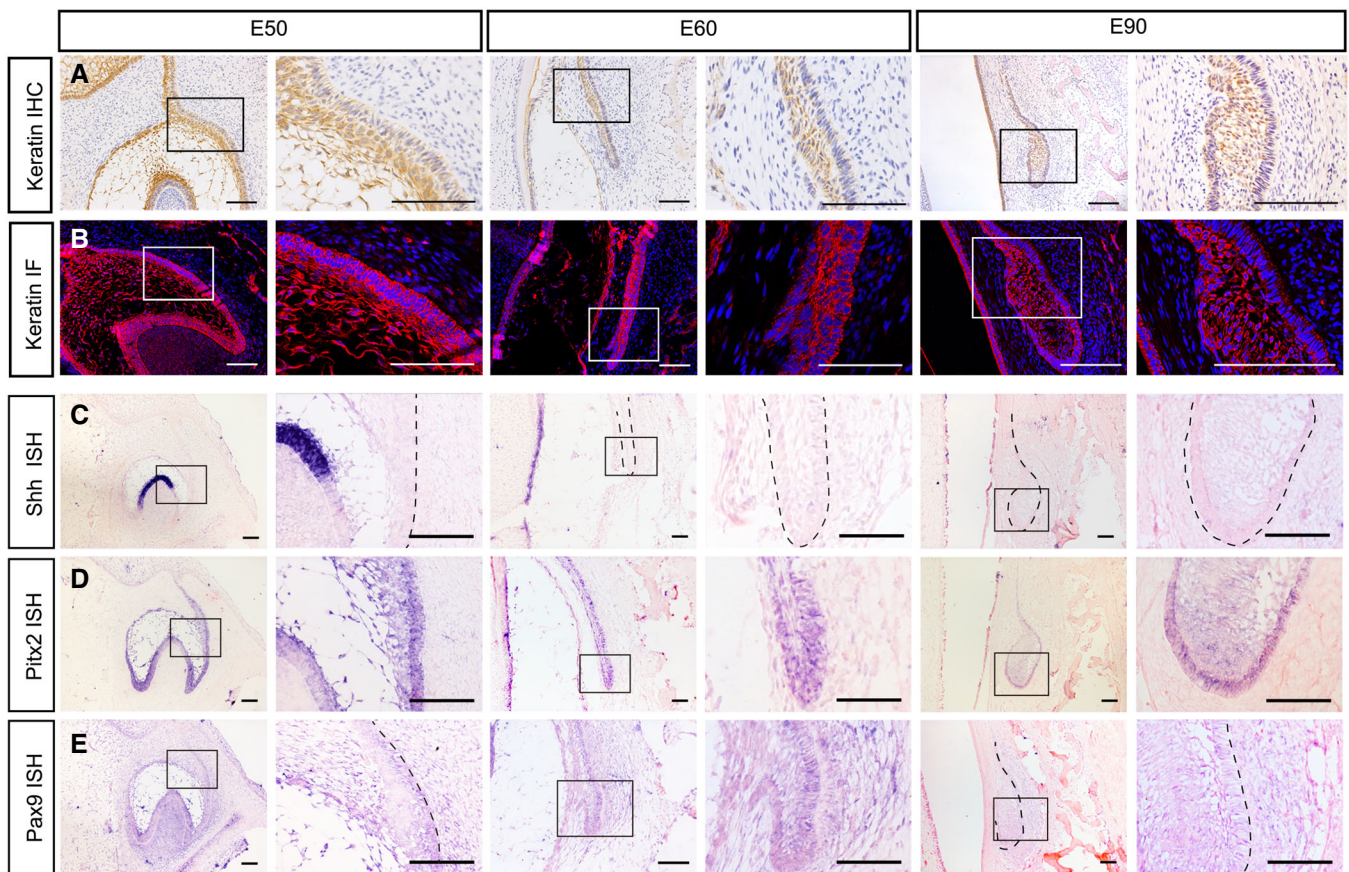 E50
E60
E90
Keratin IHC
A
Keratin IF
B
Shh ISH
C
Pitx2 ISH
D
Pax9 ISH
E